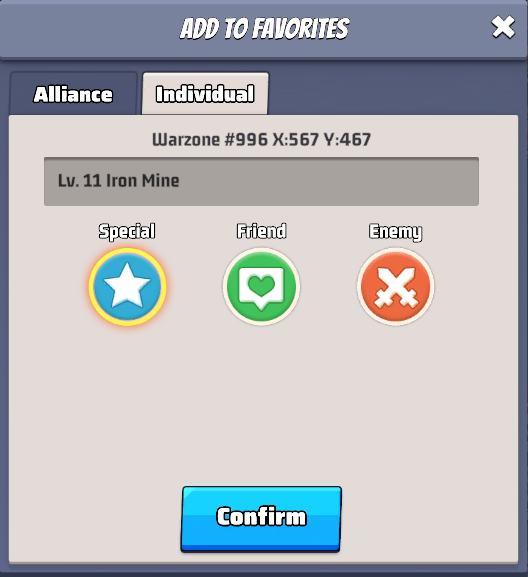 ADD TO FAVORITES
Alliance Individual
Warzone #996 X:567 Y:467
Lv. 11 Iron Mine
Special Friend Enemy
Confirm